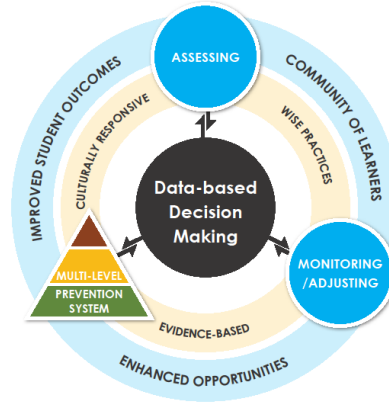 ASSESSING
IMPROVED STUDENT OUTCOMES
COMMUNITY OF LEARNERS
CULTURALLY RESPONSIVE
WISE PRACTICES
Data-based
Decision
Making
MULTI-LEVEL
PREVENTION
SYSTEM
MONITORING
/ADJUSTING
EVIDENCE-BASED
ENHANCED OPPORTUNITIES